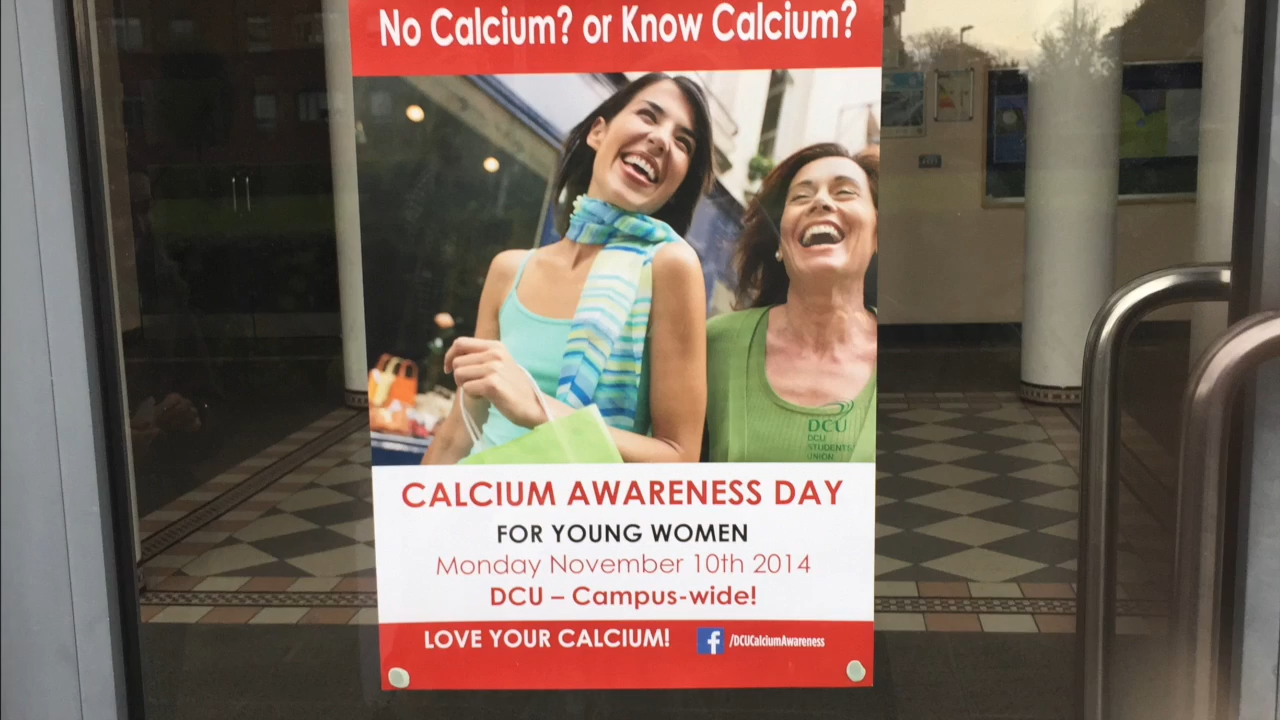 No Calcium? or Know Calcium?
DCU
DCU
STUDENTS
UNION
CALCIUM AWARENESS DAY
FOR YOUNG WOMEN
Monday November 10th 2014
DCU – Campus-wide!
LOVE YOUR CALCIUM!
f /DCUCalciumAwareness